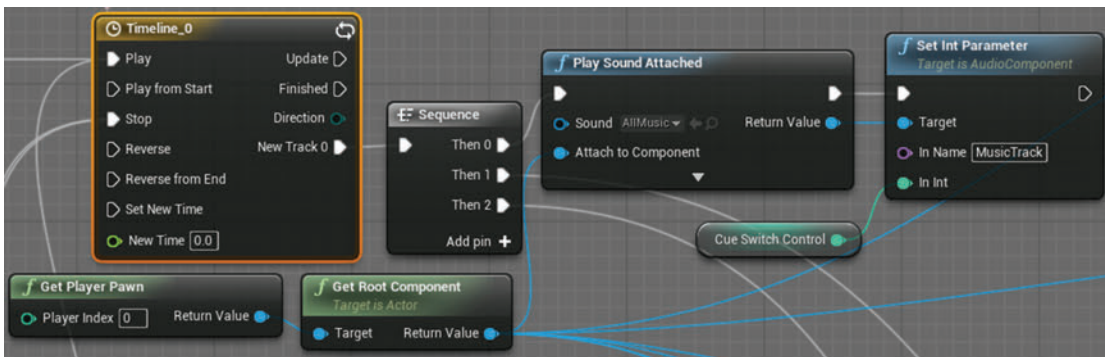 Timeline_0
Play
Update
Play from Start
Finished
Stop
Direction
Reverse
New Track 0
Reverse from End
Set New Time
New Time 0.0
Sequence
Then 0
Then 1
Then 2
Add pin +
f Play Sound Attached
Sound AllMusic
Return Value
Attach to Component
f Set Int Parameter
Target is AudioComponent
Target
In Name MusicTrack
In Int
Cue Switch Control
f Get Player Pawn
Player Index 0
Return Value
f Get Root Component
Target is Actor
Target
Return Value